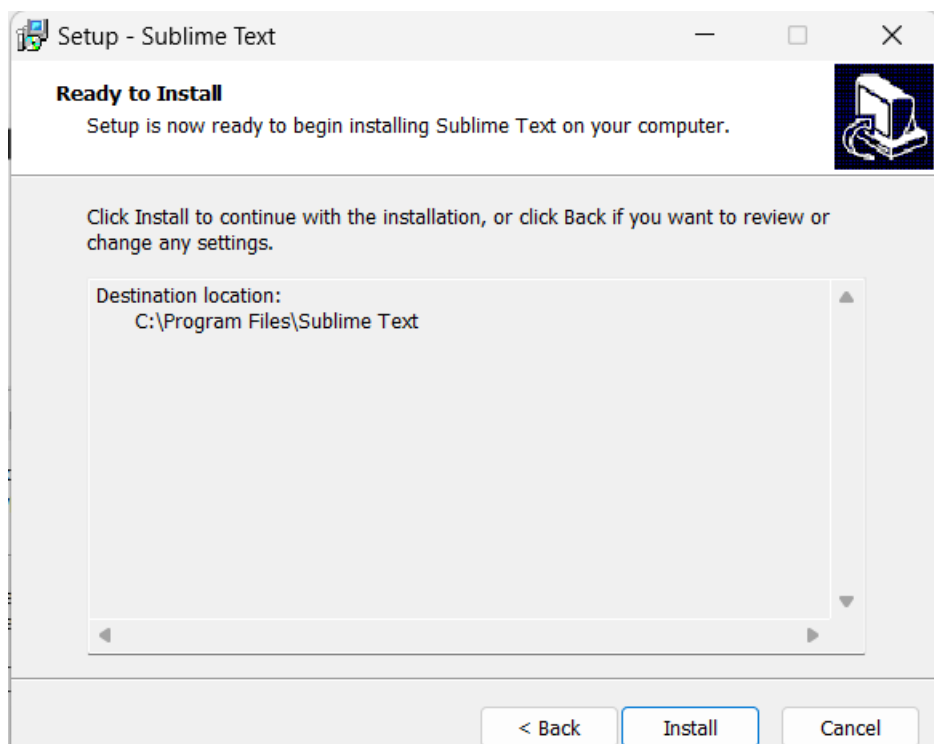 Setup - Sublime Text
Ready to Install
Setup is now ready to begin installing Sublime Text on your computer.
Click Install to continue with the installation, or click Back if you want to review or
change any settings.
Destination location:
C:\Program Files\Sublime Text
< Back
Install
Cancel